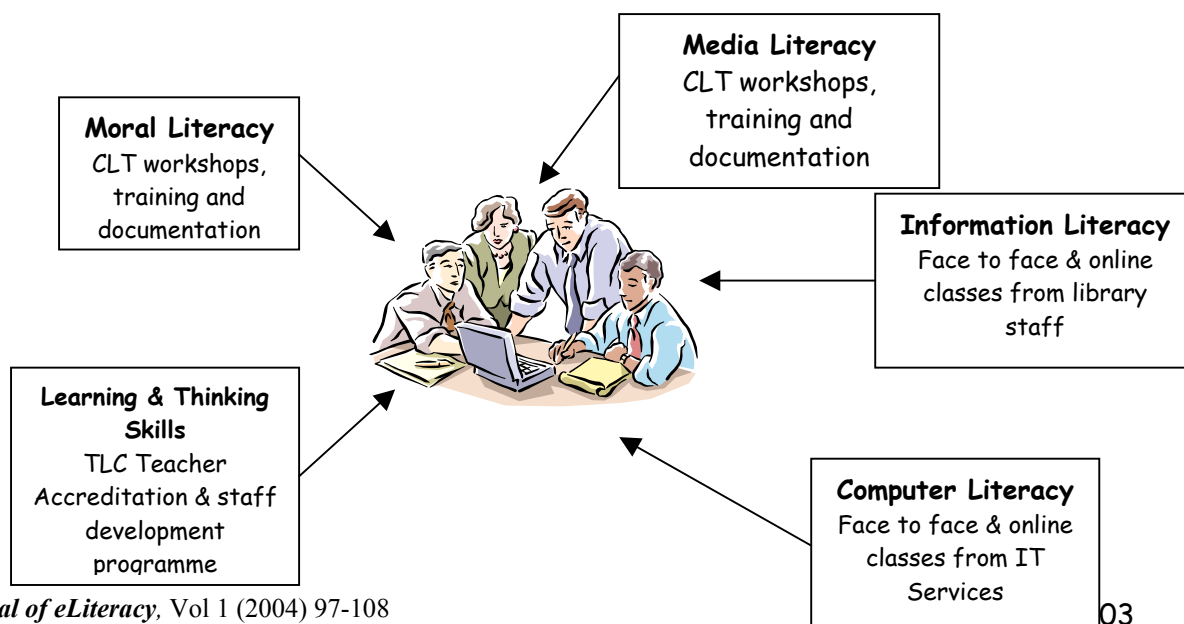 Media Literacy
CLT workshops,
training and
documentation
Moral Literacy
CLT workshops,
training and
documentation
Information Literacy
Face to face & online
classes from library
staff
Learning & Thinking
Skills
TLC Teacher
Accreditation & staff
development
programme
Computer Literacy
Face to face & online
classes from IT
Services
al of eLiteracy, Vol 1 (2004) 97-108
03